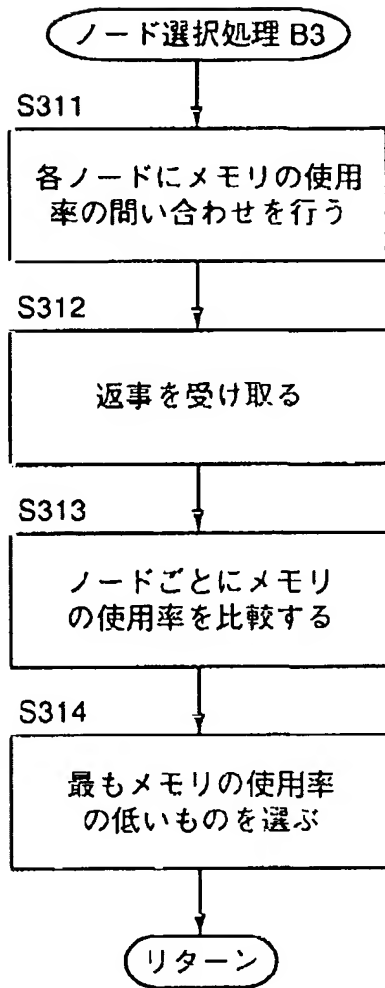 ノード選択処理 B3
S311
各ノードにメモリの使用
率の問い合わせを行う
S312
返事を受け取る
S313
ノードごとにメモリ
の使用率を比較する
S314
最もメモリの使用率
の低いものを選ぶ
リターン